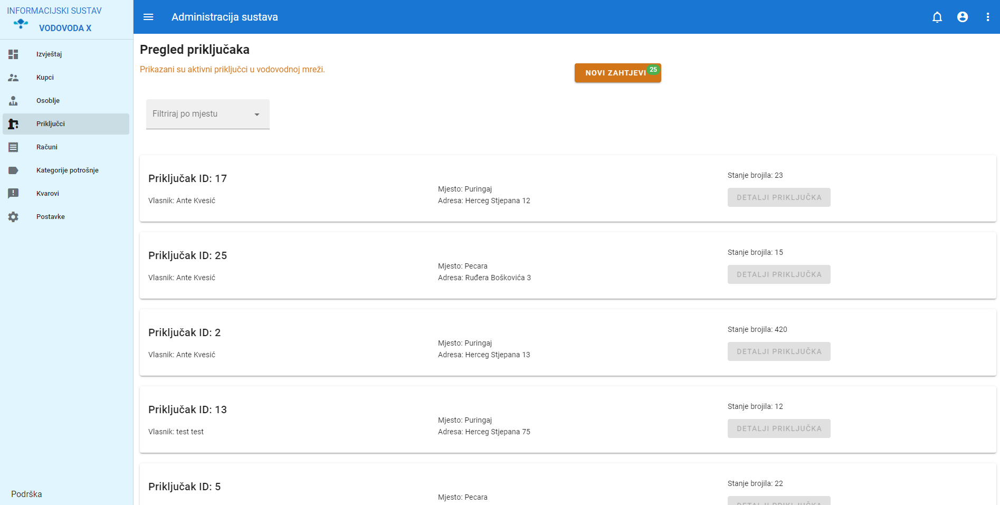 INFORMACIJSKI SUSTAV
VODOVODA X
Izvještaj
Kupci
Osoblje
Priključci
Računi
Kategorije potrošnje
Kvarovi
Postavke
Podrška
Administracija sustava
Pregled priključaka
Prikazani su aktivni priključci u vodovodnoj mreži.
NOVI ZAHTJEVI 25
Filtriraj po mjestu
Priključak ID: 17
Vlasnik: Ante Kvesić
Mjesto: Puringaj
Adresa: Herceg Stjepana 12
Stanje brojila: 23
DETALJI PRIKLJUČKA
Priključak ID: 25
Vlasnik: Ante Kvesić
Mjesto: Pecara
Adresa: Ruđera Boškovića 3
Stanje brojila: 15
DETALJI PRIKLJUČKA
Priključak ID: 2
Vlasnik: Ante Kvesić
Mjesto: Puringaj
Adresa: Herceg Stjepana 13
Stanje brojila: 420
DETALJI PRIKLJUČKA
Priključak ID: 13
Vlasnik: test test
Mjesto: Puringaj
Adresa: Herceg Stjepana 75
Stanje brojila: 12
DETALJI PRIKLJUČKA
Priključak ID: 5
Mjesto: Pecara
Stanje brojila: 22
DETALJI PRIKLJUČKA